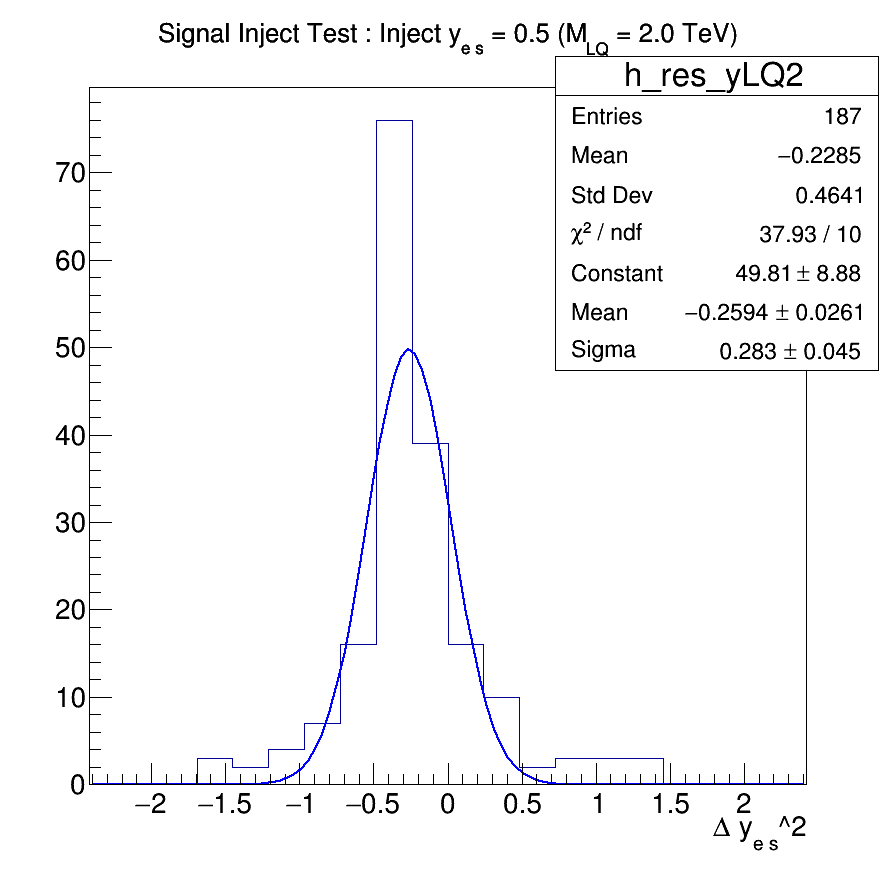 Signal Inject Test : Inject y_{e s} = 0.5 (M_{LQ} = 2.0 TeV)
h_res_yLQ2
Entries 187
Mean −0.2285
Std Dev 0.4641
χ² / ndf 37.93 / 10
Constant 49.81 ± 8.88
Mean −0.2594 ± 0.0261
Sigma 0.283 ± 0.045
70
60
50
40
30
20
10
0
−2 −1.5 −1 −0.5 0 0.5 1 1.5 2
Δ y_{e s}^2